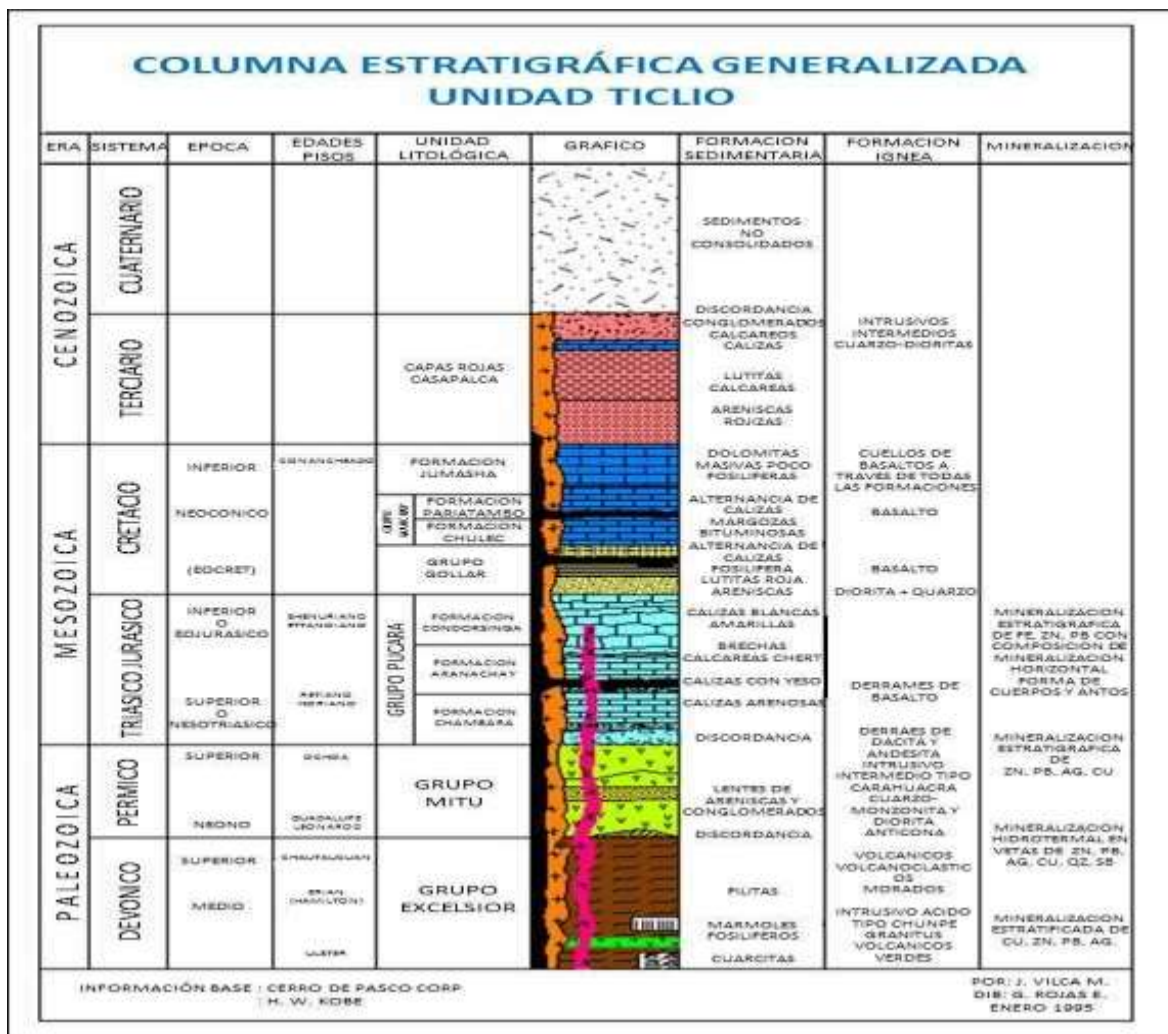 COLUMNA ESTRATIGRÁFICA GENERALIZADA
UNIDAD TICLIO
ERA
SISTEMA
EPOCA
EDADES
PISOS
UNIDAD
LITOLÓGICA
GRAFICO
FORMACION
SEDIMENTARIA
FORMACION
IGNEA
MINERALIZACION
CENOZOICA
MESOZOICA
PALEOZOICA
CUATERNARIO
TERCIARIO
CRETACO
TRIASICO JURASICO
PERMICO
DEVONICO
INFERIOR
NEOCONICO
(EOCRET)
INFERIOR
O
EDJURASICO
SUPERIOR
O
NESOTRIASICO
SUPERIOR
NEONO
SUPERIOR
MEDIO
ERIAN
(HAMILTON)
ULSTER
CAPAS ROJAS
CASAPALCA
FORMACION
JUMASHA
FORMACION
PARIATAMBO
FORMACION
CHULEC
GRUPO
GOLLAR
GRUPO PUCARA
FORMACION
CONDORSINGA
FORMACION
ARANACHAY
FORMACION
CHAMBARA
GRUPO
MITU
GRUPO
EXCELSIOR
SEDIMENTOS
NO
CONSOLIDADOS
DISCORDANCIA
CONGLOMERADOS
CALCAREOS
CALIZAS
LUTITAS
CALCAREAS
ARENISCAS
ROJIZAS
DOLOMITAS
MASIVAS POCO
FOSILIFERAS
ALTERNANCIA DE
CALIZAS
MARGOZAS
BITUMINOSAS
ALTERNANCIA DE
CALIZAS
FOSILIFERA
LUTITAS ROJA
ARENISCAS
CALIZAS BLANCAS
AMARILLAS
BRECHAS
CALCAREAS CHERT
CALIZAS CON YESO
CALIZAS ARENOSAS
DISCORDANCIA
LENTES DE
ARENISCAS Y
CONGLOMERADOS
DISCORDANCIA
FILITAS
MARMOLES
FOSILIFEROS
CUARCITAS
INTRUSIVOS
INTERMEDIOS
CUARZO-DIORITAS
CUELLOS DE
BASALTOS A
TRAVES DE TODAS
LAS FORMACIONES
BASALTO
BASALTO
DIORITA + QUARZO
DERRAMES DE
BASALTO
DERRAES DE
DACITA Y
ANDESITA
INTRUSIVO
INTERMEDIO TIPO
CARAHUACRA
CUARZO-
MONZONITA Y
DIORITA
ANTICONA
VOLCANICOS
VOLCANOCLASTIC
OS
MORADOS
INTRUSIVO ACIDO
TIPO CHUNPE
GRANITUS
VOLCANICOS
VERDES
MINERALIZACION
ESTRATIGRAFICA
DE FE, ZN, PB CON
COMPOSICION DE
MINERALIZACION
HORIZONTAL
FORMA DE
CUERPOS Y ANTOS
MINERALIZACION
ESTRATIGRAFICA
DE
ZN, PB, AG, CU
MINERALIZACION
HIDROTERMAL EN
VETAS DE ZN, PB,
AG, CU, QZ, SB
MINERALIZACION
ESTRATIFICADA DE
CU, ZN, PB, AG,
INFORMACIÓN BASE : CERRO DE PASCO CORP
: H. W. KOBE
POR: J. VILCA M.
DIB: G. ROJAS E.
ENERO 1995